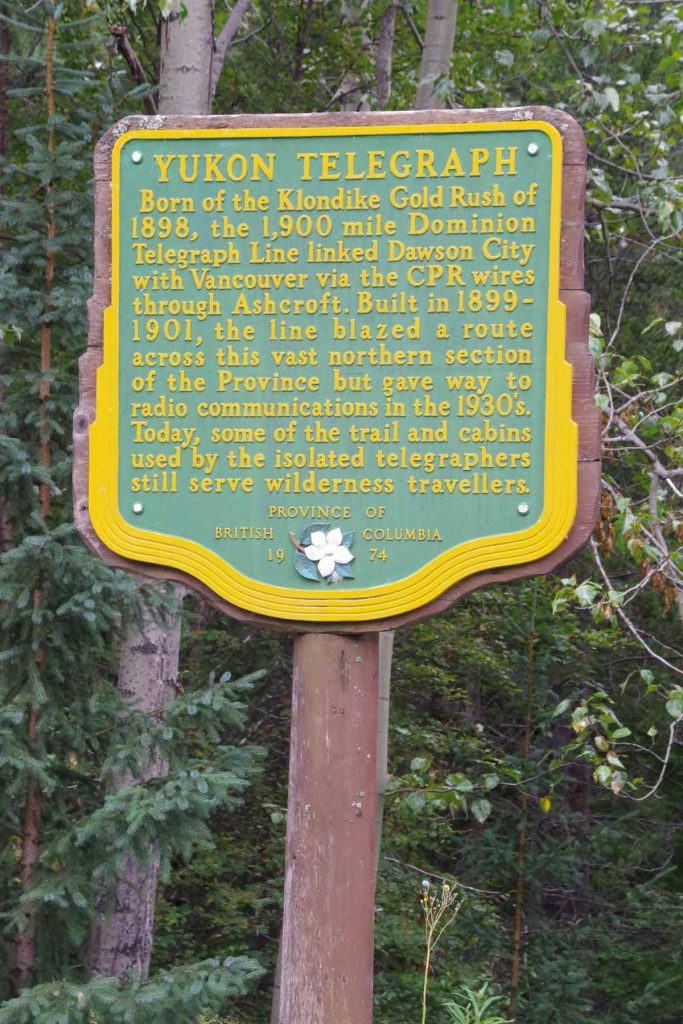 YUKON TELEGRAPH
Born of the Klondike Gold Rush of
1898, the 1,900 mile Dominion
Telegraph Line linked Dawson City
with Vancouver via the CPR wires
through Ashcroft. Built in 1899-
1901, the line blazed a route
across this vast northern section
of the Province but gave way to
radio communications in the 1930's.
Today, some of the trail and cabins
used by the isolated telegraphers
still serve wilderness travellers.
PROVINCE OF
BRITISH COLUMBIA
19 74